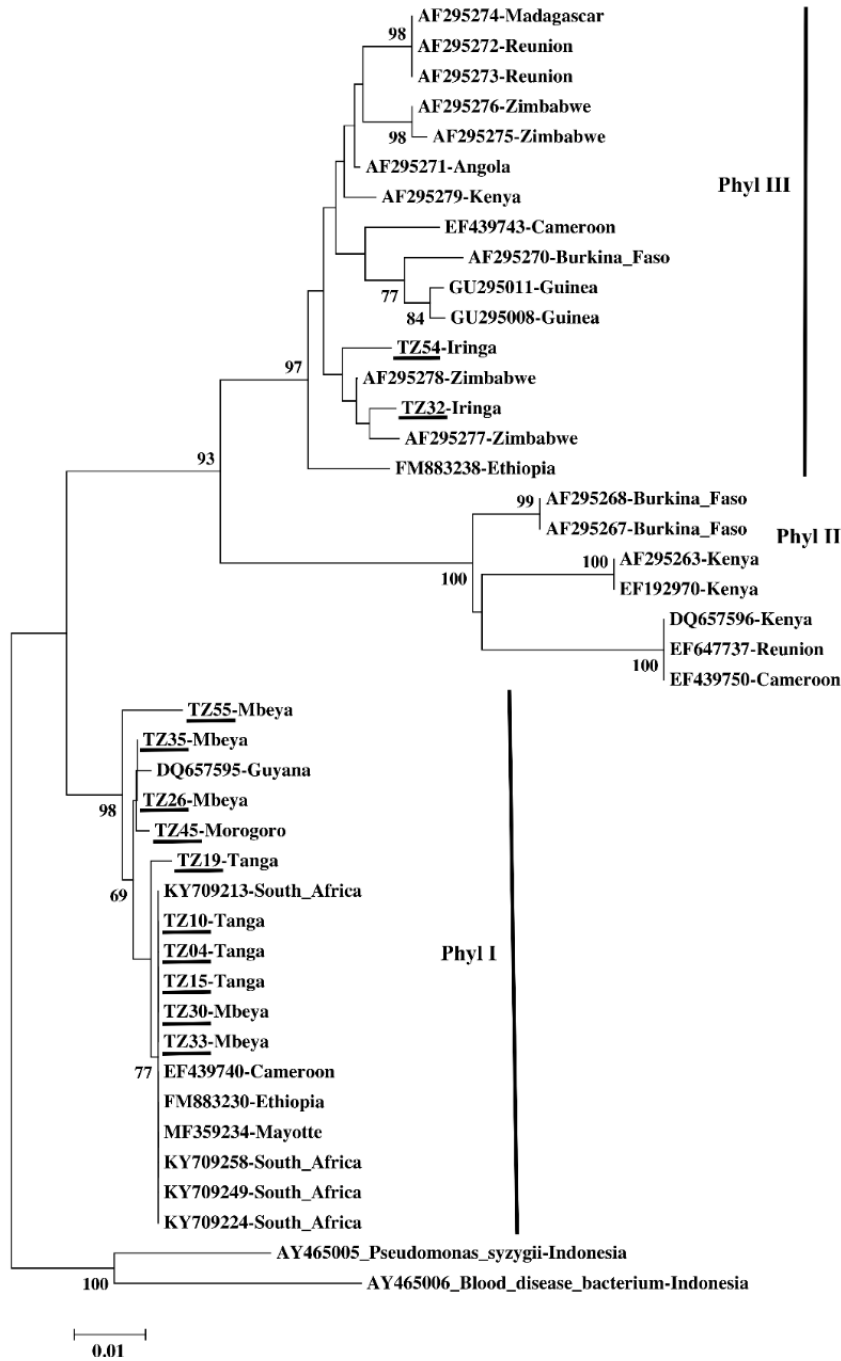 AF295274-Madagascar
98
AF295272-Reunion
AF295273-Reunion
AF295276-Zimbabwe
98
AF295275-Zimbabwe
AF295271-Angola
Phyl III
AF295279-Kenya
EF439743-Cameroon
AF295270-Burkina_Faso
77
GU295011-Guinea
84
GU295008-Guinea
TZ54-Iringa
97
AF295278-Zimbabwe
TZ32-Iringa
AF295277-Zimbabwe
93
FM883238-Ethiopia
99
AF295268-Burkina_Faso
AF295267-Burkina_Faso
Phyl II
100
AF295263-Kenya
100
EF192970-Kenya
DQ657596-Kenya
EF647737-Reunion
100
EF439750-Cameroon
TZ55-Mbeya
TZ35-Mbeya
DQ657595-Guyana
98
TZ26-Mbeya
TZ45-Morogoro
TZ19-Tanga
69
KY709213-South_Africa
TZ10-Tanga
TZ04-Tanga
Phyl I
TZ15-Tanga
TZ30-Mbeya
TZ33-Mbeya
77
EF439740-Cameroon
FM883230-Ethiopia
MF359234-Mayotte
KY709258-South_Africa
KY709249-South_Africa
KY709224-South_Africa
AY465005_Pseudomonas_syzygii-Indonesia
100
AY465006_Blood_disease_bacterium-Indonesia
0.01